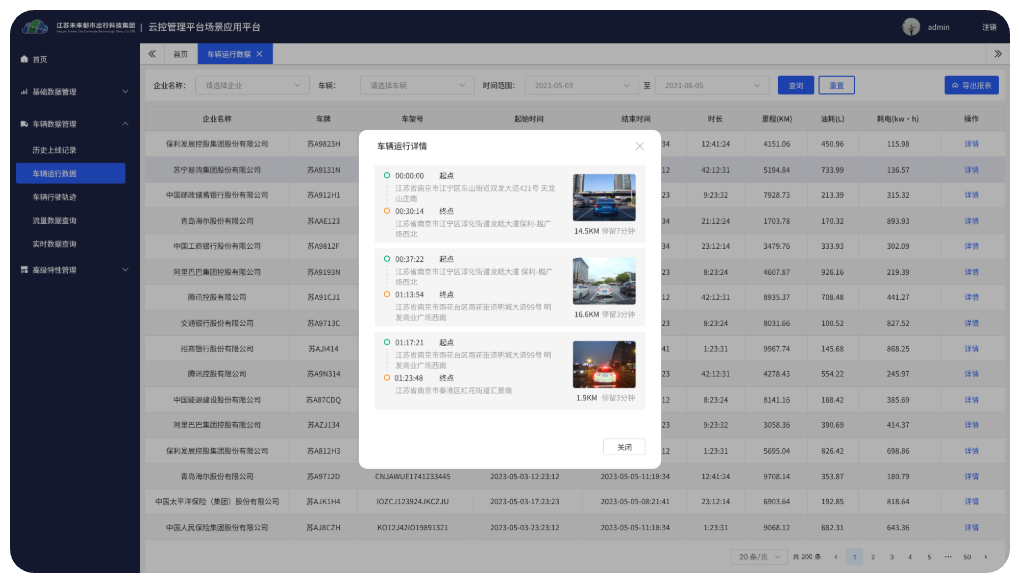 江苏未来都市出行科技集团 | 云控管理平台场景应用平台
admin
注销
首页
基础数据管理
车辆数据管理
历史上线记录
车辆运行数据
车辆行驶轨迹
流量数据查询
实时数据查询
高级特性管理
首页 车辆运行数据
企业名称: 请选择企业 车辆: 请选择车辆 时间范围: 2023-05-03 至 2023-06-05 查询 重置 导出报表
企业名称 车牌 车架号 起始时间 结束时间 时长 里程(KM) 油耗(L) 耗电(kw·h) 操作
保利发展控股集团股份有限公司 苏A9823H 34 12:41:24 4151.06 450.96 115.98 详情
苏宁易购集团股份有限公司 苏A9131N 12 42:12:31 5194.84 733.99 136.57 详情
中国邮政储蓄银行股份有限公司 苏A912H1 23 9:23:32 7928.73 213.39 315.32 详情
青岛海尔股份有限公司 苏AAE123 34 21:12:24 1703.78 170.32 893.93 详情
中国工商银行股份有限公司 苏A9812F 34 23:12:14 3479.76 333.93 302.09 详情
阿里巴巴集团控股有限公司 苏A9193N 23 8:23:24 4607.87 926.16 219.39 详情
腾讯控股有限公司 苏A91CJ1 12 42:12:31 8935.37 708.48 441.27 详情
交通银行股份有限公司 苏A9713C 23 8:23:24 8031.66 100.52 827.52 详情
招商银行股份有限公司 苏AJI414 41 1:23:31 9967.74 145.68 868.25 详情
腾讯控股有限公司 苏A9N314 23 42:12:31 4278.43 554.22 245.97 详情
中国能源建设股份有限公司 苏A87CDQ 12 8:23:24 8141.16 188.42 385.69 详情
阿里巴巴集团控股有限公司 苏AZJ134 23 9:23:32 3058.36 390.69 414.37 详情
保利发展控股集团股份有限公司 苏A812H3 12 1:23:31 5695.04 826.42 698.86 详情
青岛海尔股份有限公司 苏A9712D CNJAWUE1741233445 2023-05-03-12:23:12 2023-05-05-11:18:34 12:41:24 9708.14 353.87 180.79 详情
中国太平洋保险（集团）股份有限公司 苏AJK1H4 IOZCJ123924JKCZJU 2023-05-03-17:23:23 2023-05-05-08:21:41 23:12:14 6903.64 192.85 818.64 详情
中国人民保险集团股份有限公司 苏AJ8CZH KO12J42IO19891321 2023-05-03-23:23:12 2023-05-05-11:18:34 1:23:31 9068.12 682.31 643.36 详情
20 条/页 共 200 条 1 2 3 4 5 ··· 50
车辆运行详情
00:00:00 起点
江苏省南京市江宁区东山街道双龙大道421号 天龙
山庄南
00:30:14 终点
江苏省南京市江宁区淳化街道龙眠大道保利·越广
场西北
14.5KM 停留7分钟
00:37:22 起点
江苏省南京市江宁区淳化街道龙眠大道 保利·樾广
场西北
01:13:54 终点
江苏省南京市雨花台区雨花街道明城大道99号 明
发商业广场西南
16.6KM 停留3分钟
01:17:21 起点
江苏省南京市雨花台区雨花街道明城大道99号 明
发商业广场西南
01:23:48 终点
江苏省南京市秦淮区红花街道汇景南
1.9KM 停留3分钟
关闭